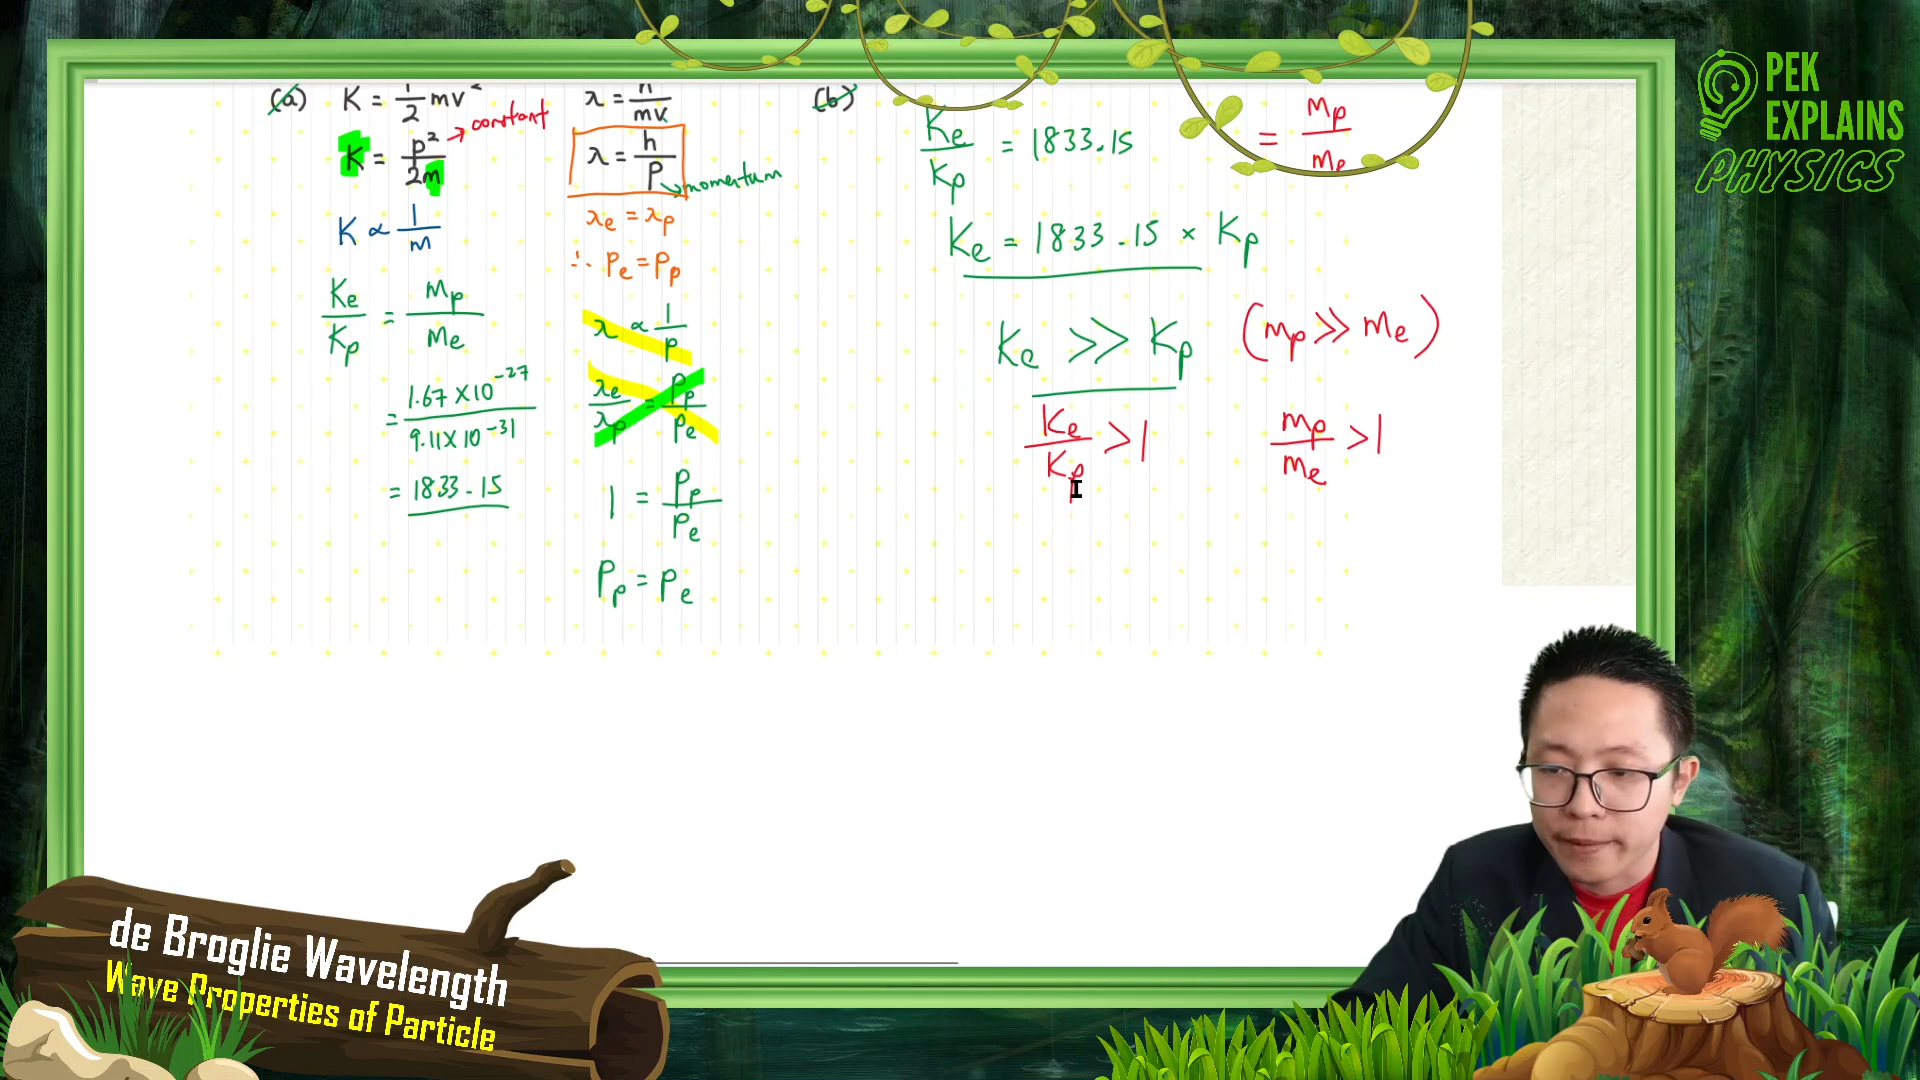 (a) K = 1/2 mv²
K = p²/2m → constant
K ∝ 1/m
Ke/Kp = Mp/Me
= 1.67 × 10⁻²⁷/9.11 × 10⁻³¹
= 1833.15
λ = h/mv
λ = h/P
momentum
λe = λp
∴ Pe = Pp
λ ∝ 1/P
λe/λp = Pp/Pe
1 = Pp/Pe
Pp = Pe
(b)
Ke/Kp = 1833.15
= Mp/Me
Ke = 1833.15 × Kp
Ke >> Kp (mp >> me)
Ke/Kp > 1
mp/me > 1
PEK
EXPLAINS
PHYSICS
de Broglie Wavelength
Wave Properties of Particle